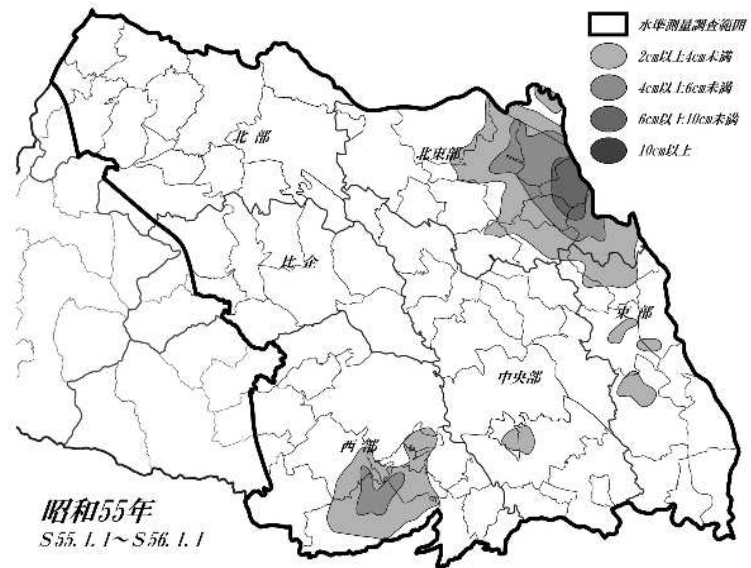 水準測量調査範囲
2cm以上4cm未満
4cm以上6cm未満
6cm以上10cm未満
10cm以上
北部
北東部
比企
東部
中央部
西部
昭和55年
S55.1.1～S56.1.1